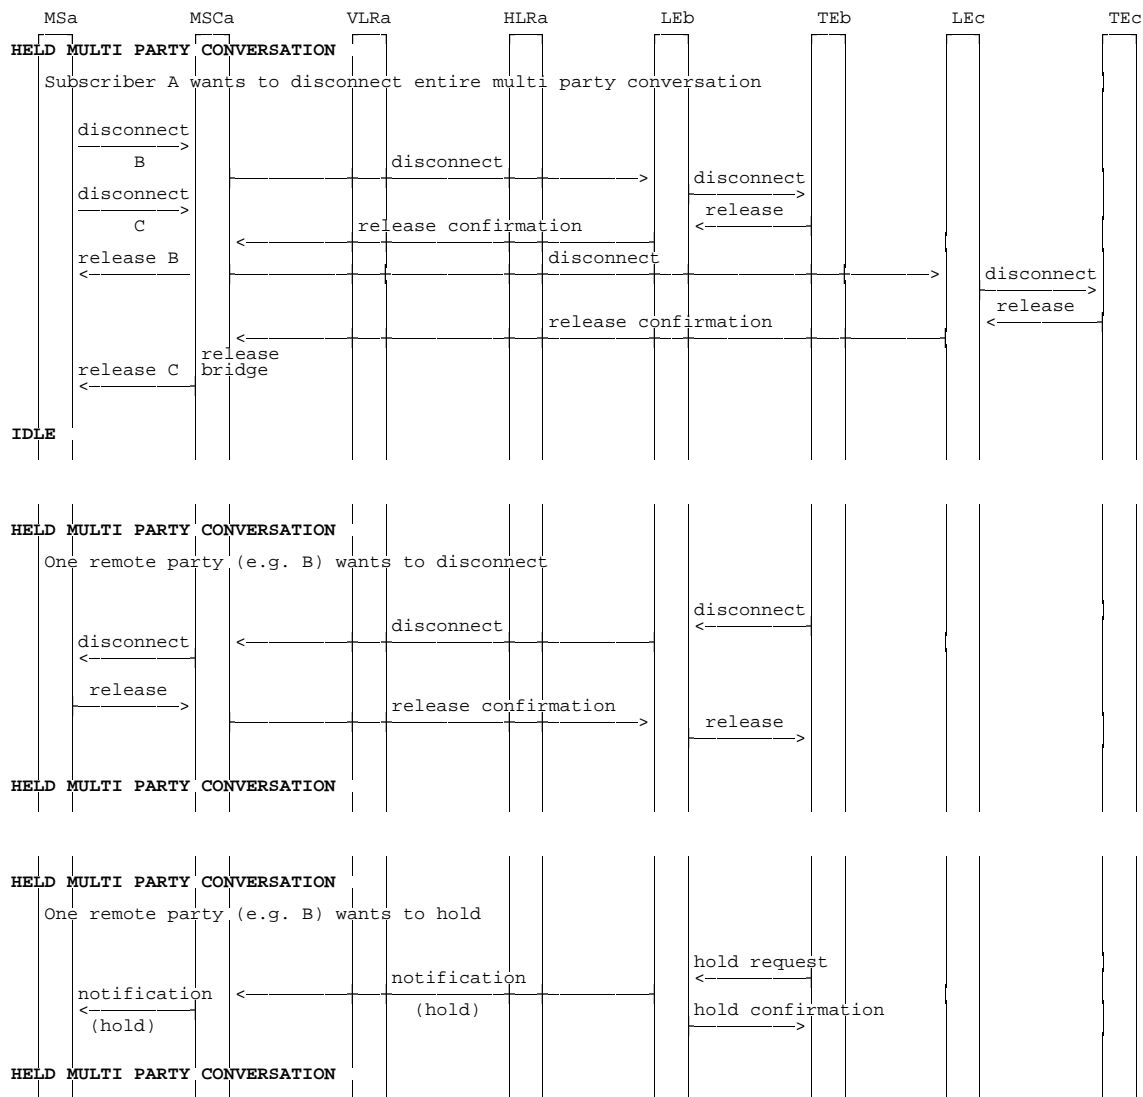 MSa MSCa VLRa HLRa LEb TEb LEc TEc
HELD MULTI PARTY CONVERSATION
Subscriber A wants to disconnect entire multi party conversation
disconnect
B disconnect
disconnect
disconnect
release
C release confirmation
release B disconnect
disconnect
release
release confirmation
release
release C bridge
IDLE
HELD MULTI PARTY CONVERSATION
One remote party (e.g. B) wants to disconnect
disconnect
disconnect
disconnect
release
release confirmation
release
HELD MULTI PARTY CONVERSATION
HELD MULTI PARTY CONVERSATION
One remote party (e.g. B) wants to hold
hold request
notification
notification
(hold) hold confirmation
(hold)
HELD MULTI PARTY CONVERSATION